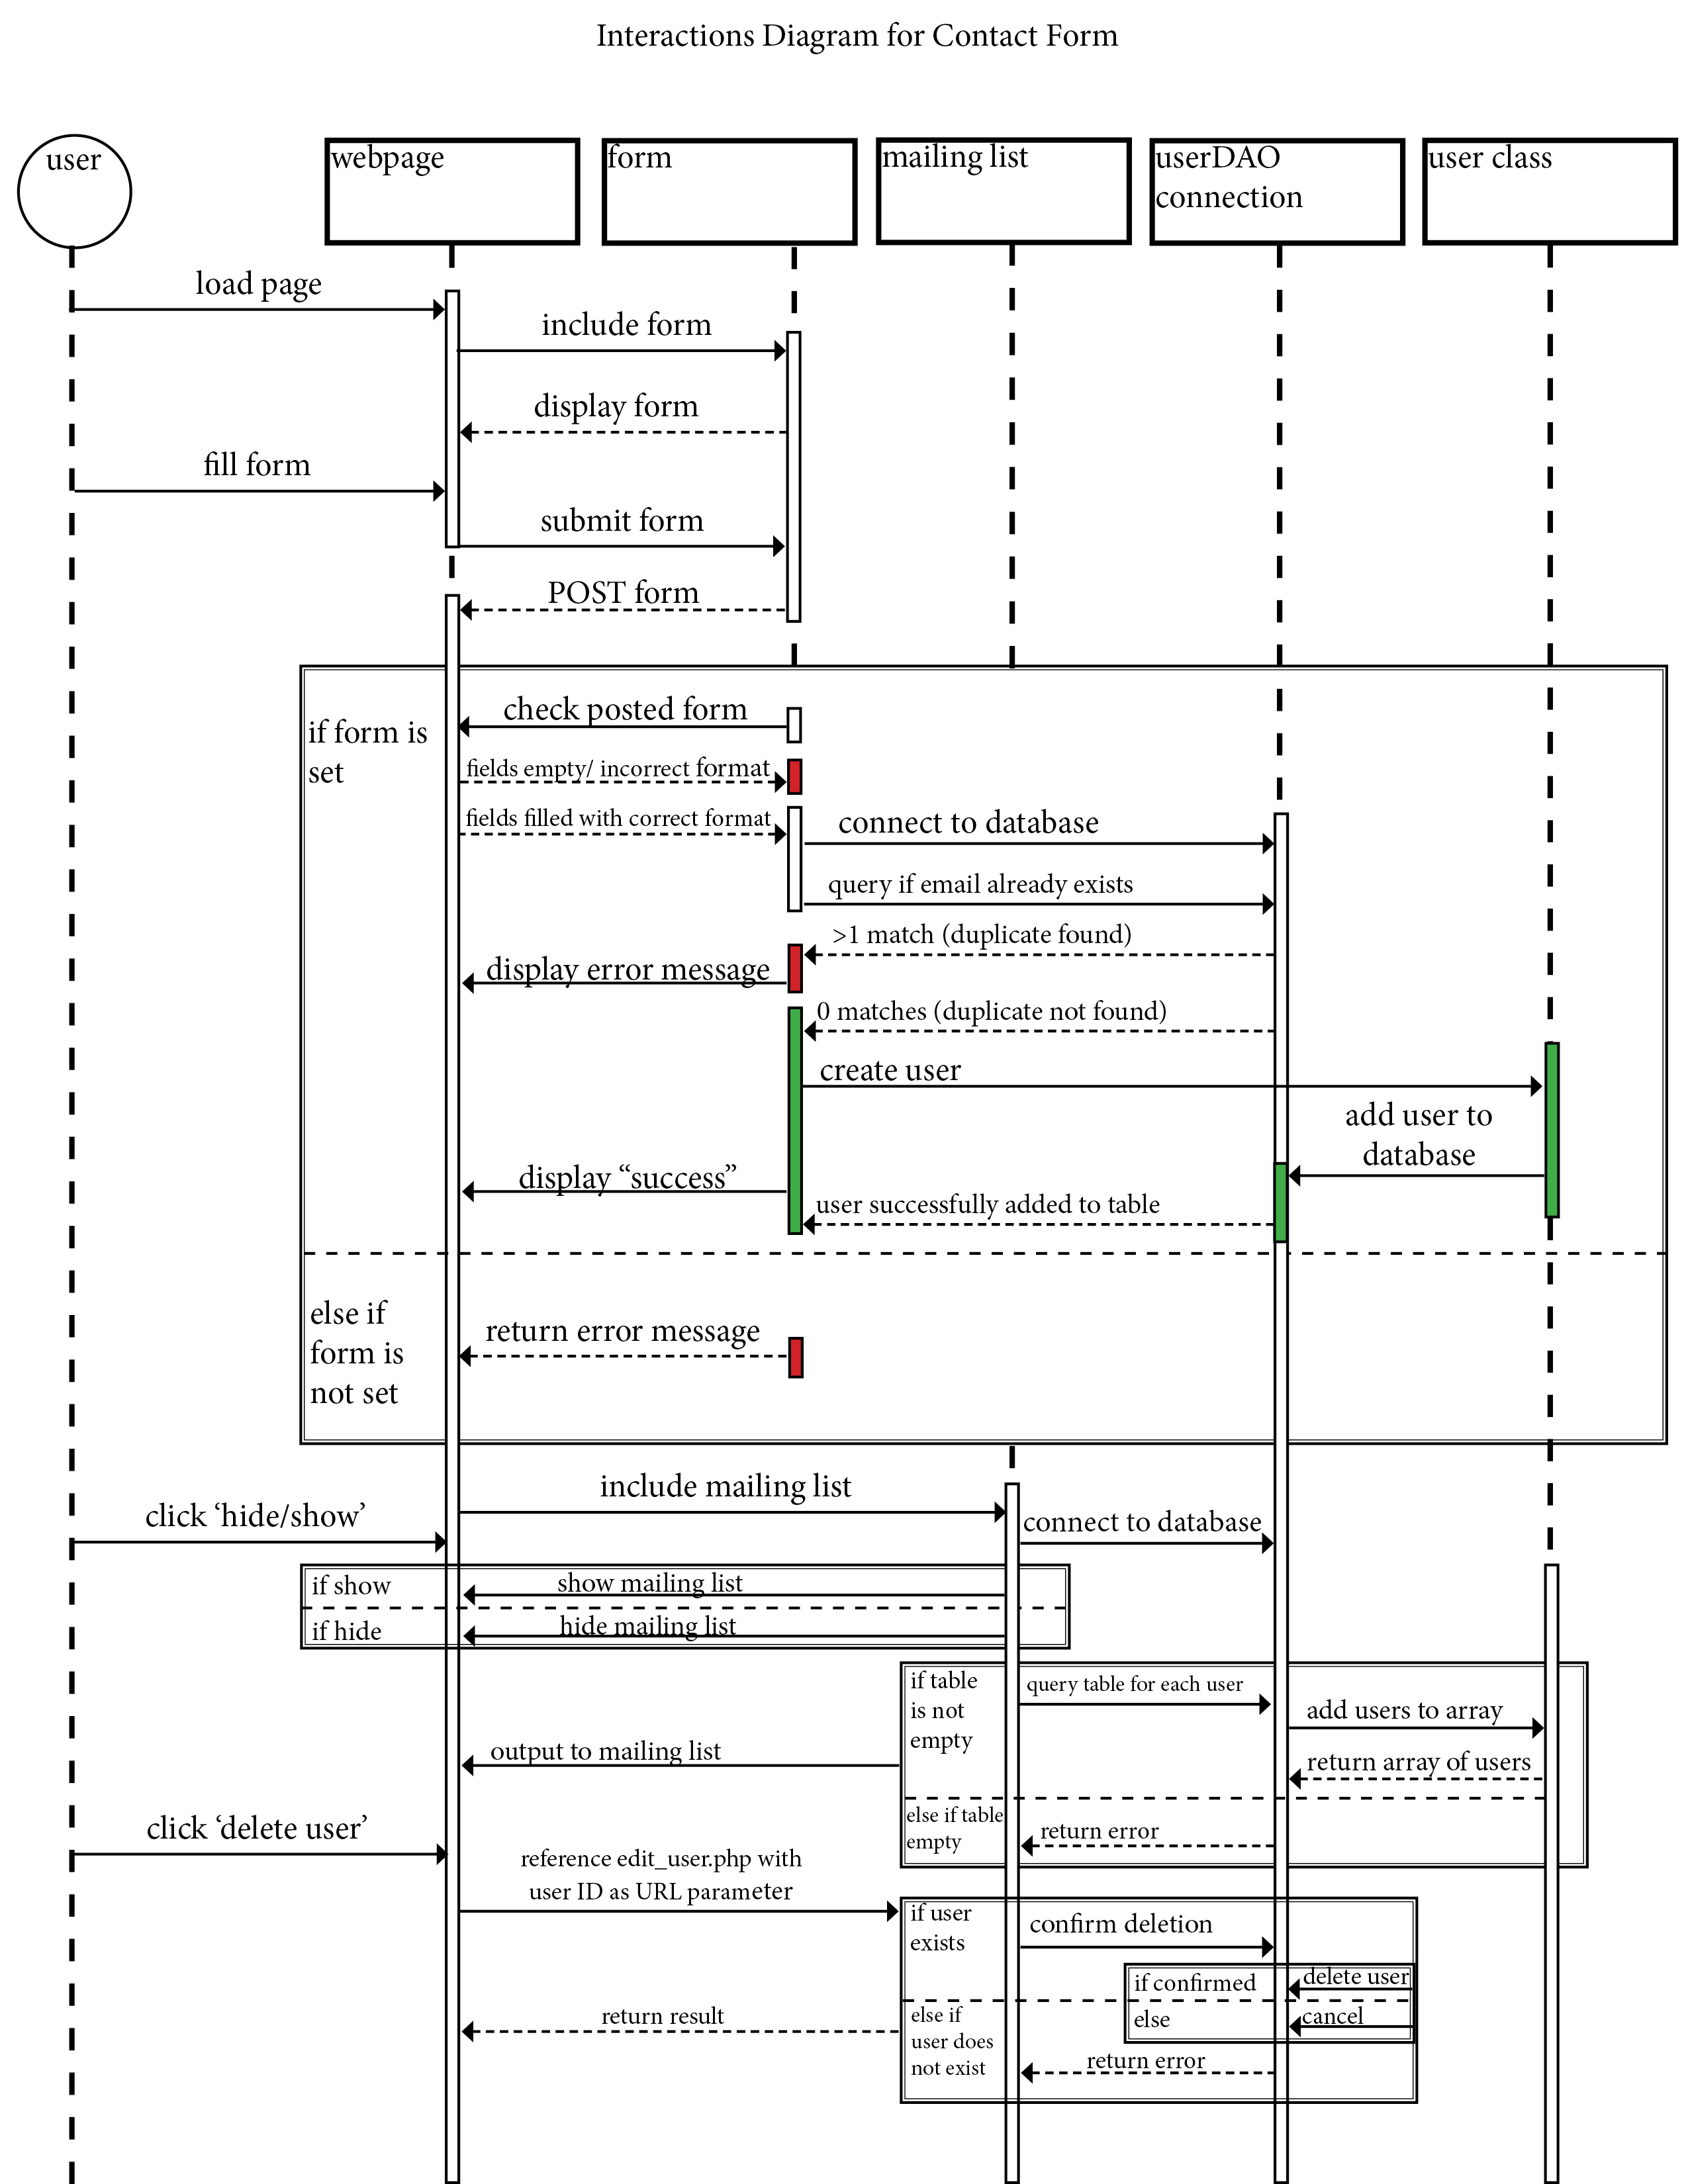 Interactions Diagram for Contact Form
user
webpage
form
mailing list
userDAO
connection
user class
load page
include form
display form
fill form
submit form
POST form
if form is
set
check posted form
fields empty/ incorrect format
fields filled with correct format
connect to database
query if email already exists
>1 match (duplicate found)
display error message
0 matches (duplicate not found)
create user
add user to
database
display “success”
user successfully added to table
else if
form is
not set
return error message
include mailing list
click ‘hide/show’
connect to database
if show
show mailing list
if hide
hide mailing list
if table
is not
empty
query table for each user
add users to array
output to mailing list
return array of users
else if table
empty
return error
click ‘delete user’
reference edit_user.php with
user ID as URL parameter
if user
exists
confirm deletion
if confirmed
delete user
else
cancel
return result
else if
user does
not exist
return error